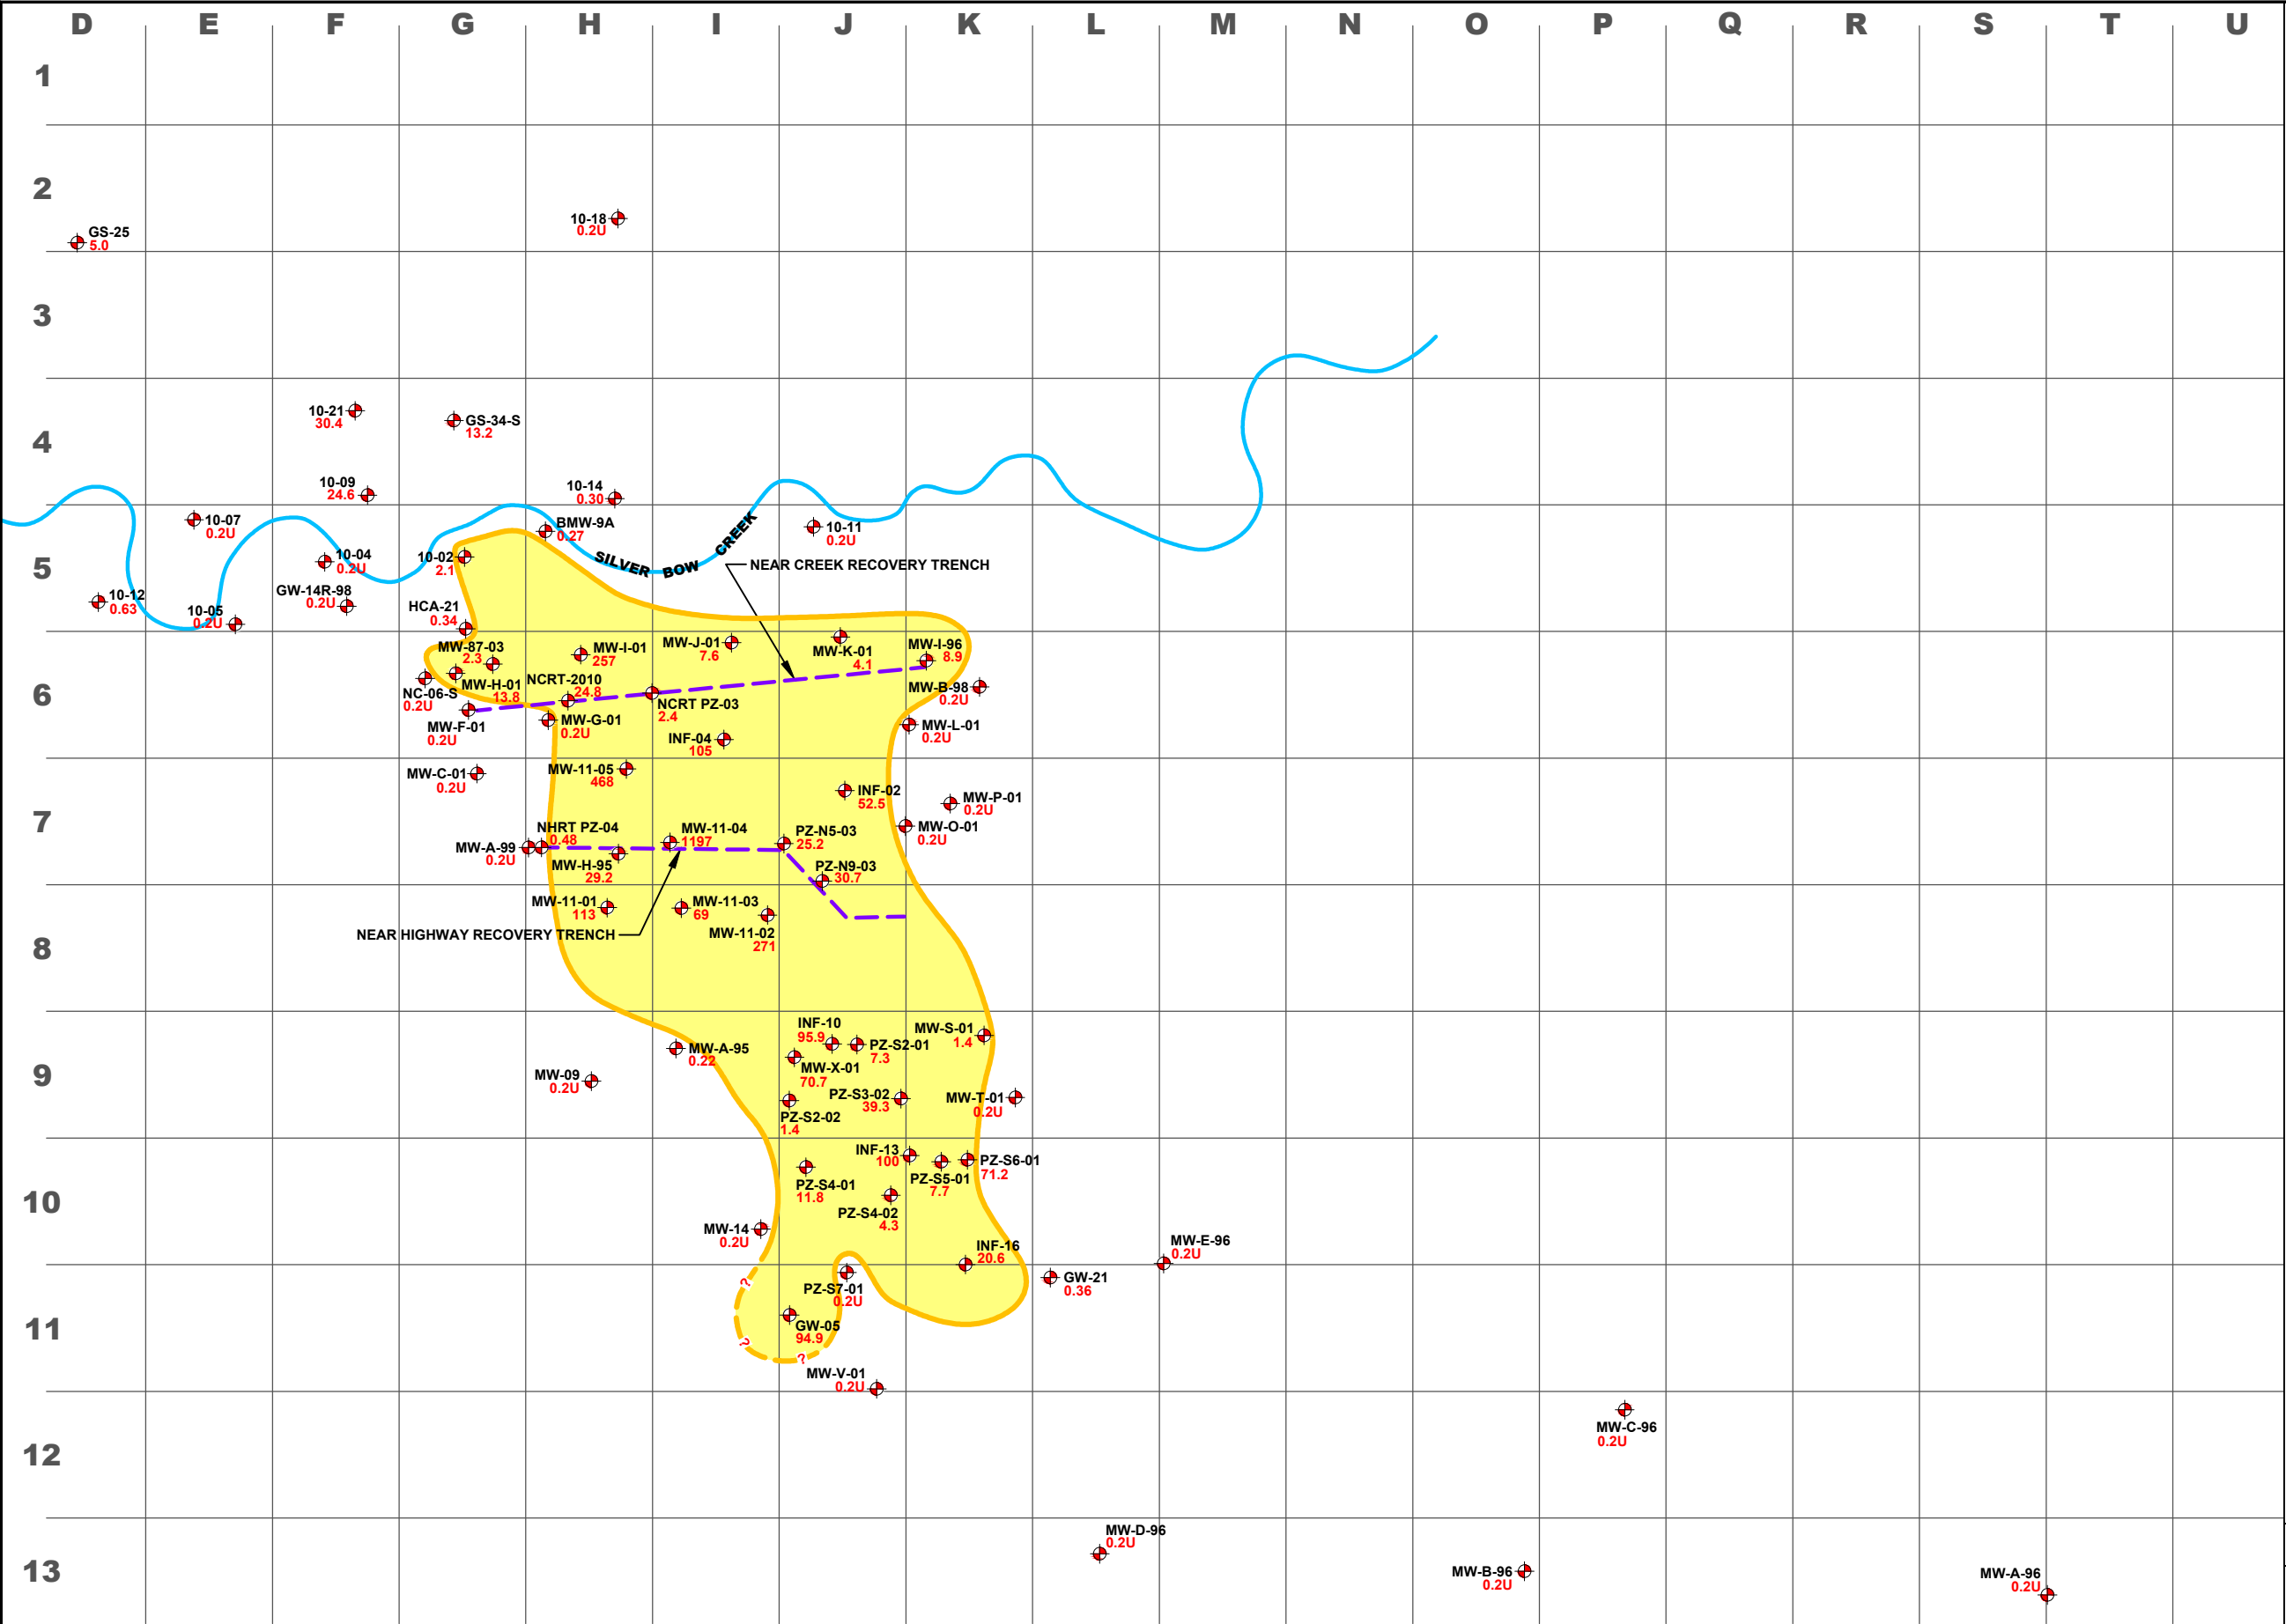 D E F G H I J K L M N O P Q R S T U
1
2
GS-25
5.0
10-18
0.2U
3
4
10-21
30.4
GS-34-S
13.2
10-09
24.6
10-14
0.30
5
10-07
0.2U
BMW-9A
0.27
10-11
0.2U
SILVER BOW CREEK
NEAR CREEK RECOVERY TRENCH
10-04
0.2U
10-02
2.1
GW-14R-98
0.2U
10-12
0.63
10-05
0.2U
HCA-21
0.34
6
MW-87-03
2.3
MW-I-01
257
MW-J-01
7.6
MW-K-01
4.1
MW-I-96
8.9
MW-H-01
13.8
NCRT-2010
24.8
NC-06-S
0.2U
MW-B-98
0.2U
NCRT PZ-03
2.4
MW-F-01
0.2U
MW-G-01
0.2U
MW-L-01
0.2U
INF-04
105
7
MW-C-01
0.2U
MW-11-05
468
INF-02
52.5
MW-P-01
0.2U
NHRT PZ-04
0.48
MW-11-04
1197
PZ-N5-03
25.2
MW-O-01
0.2U
MW-A-99
0.2U
MW-H-95
29.2
PZ-N9-03
30.7
8
MW-11-01
113
MW-11-03
69
MW-11-02
271
NEAR HIGHWAY RECOVERY TRENCH
9
INF-10
95.9
MW-S-01
1.4
MW-A-95
0.22
PZ-S2-01
7.3
MW-X-01
70.7
MW-09
0.2U
PZ-S3-02
39.3
MW-T-01
0.2U
PZ-S2-02
1.4
10
INF-13
100
PZ-S6-01
71.2
PZ-S5-01
7.7
PZ-S4-01
11.8
PZ-S4-02
4.3
MW-14
0.2U
INF-16
20.6
MW-E-96
0.2U
11
?
GW-21
0.36
PZ-S7-01
0.2U
GW-05
94.9
?
?
MW-V-01
0.2U
12
MW-C-96
0.2U
13
MW-D-96
0.2U
MW-B-96
0.2U
MW-A-96
0.2U